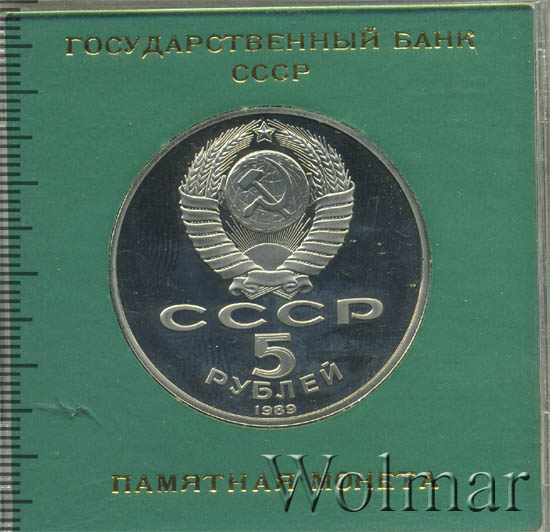 ГОСУДАРСТВЕННЫЙ БАНК
СССР
СССР
5
РУБЛЕЙ
1989
ПАМЯТНАЯ МОНЕТА
Wolmar